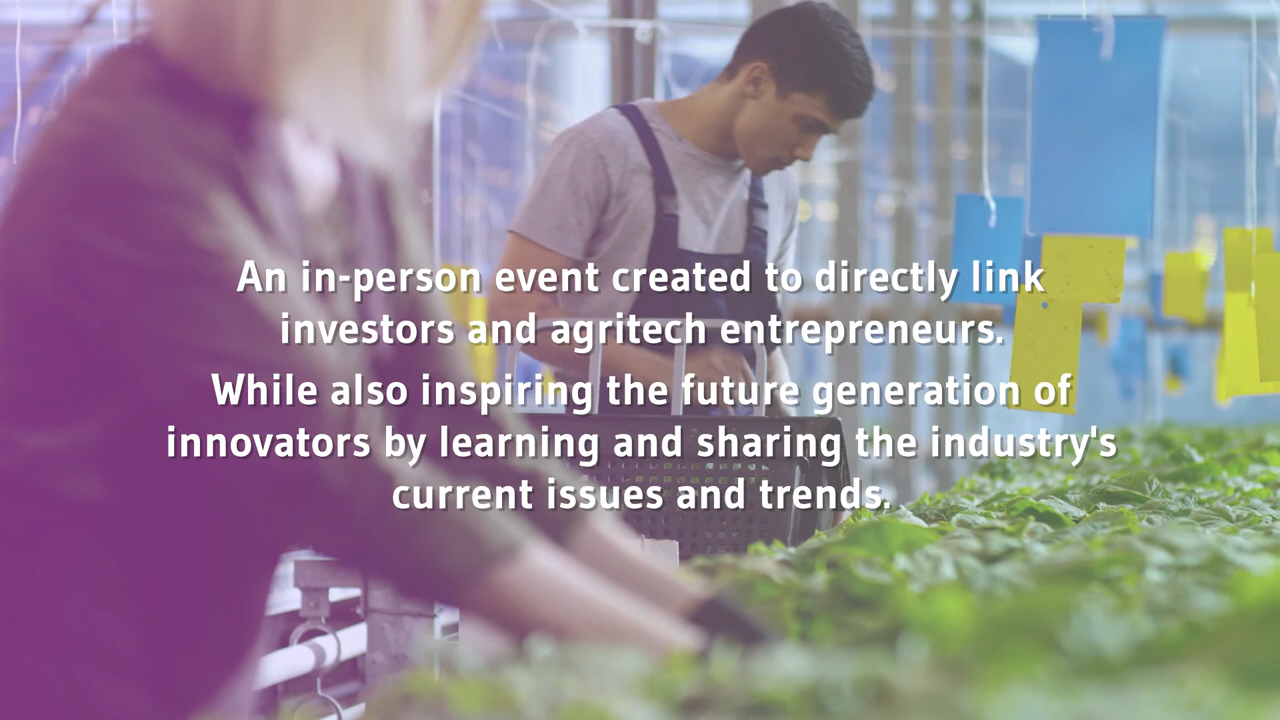 An in-person event created to directly link
investors and agritech entrepreneurs.
While also inspiring the future generation of
innovators by learning and sharing the industry's
current issues and trends.